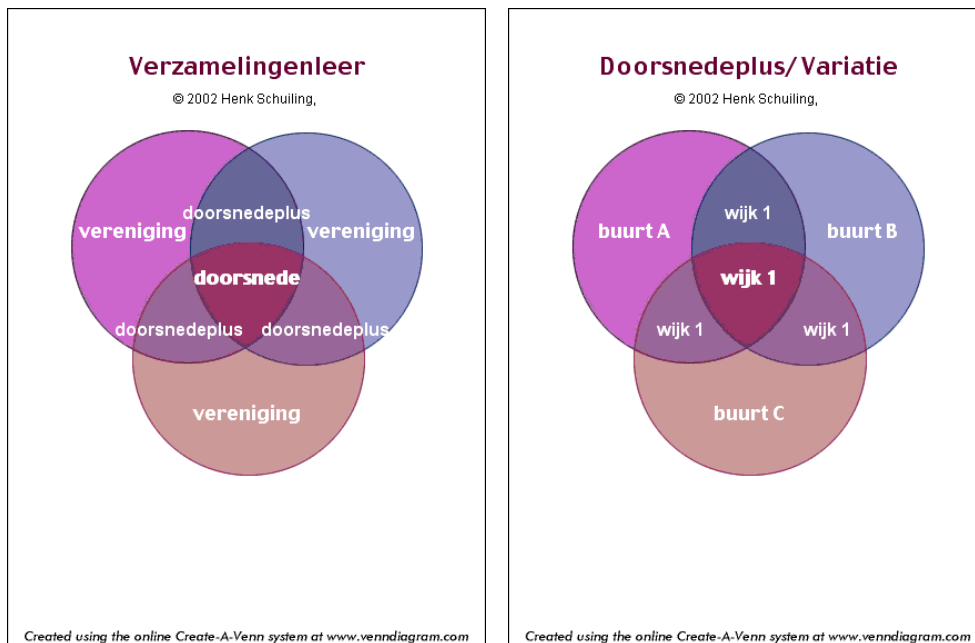 Verzamelingenleer
© 2002 Henk Schuiling,
doorsnedeplus
vereniging
vereniging
doorsnede
doorsnedeplus
doorsnedeplus
vereniging
Created using the online Create-A-Venn system at www.venndiagram.com
Doorsnedeplus/Variatie
© 2002 Henk Schuiling,
wijk 1
buurt A
buurt B
wijk 1
wijk 1
wijk 1
buurt C
Created using the online Create-A-Venn system at www.venndiagram.com